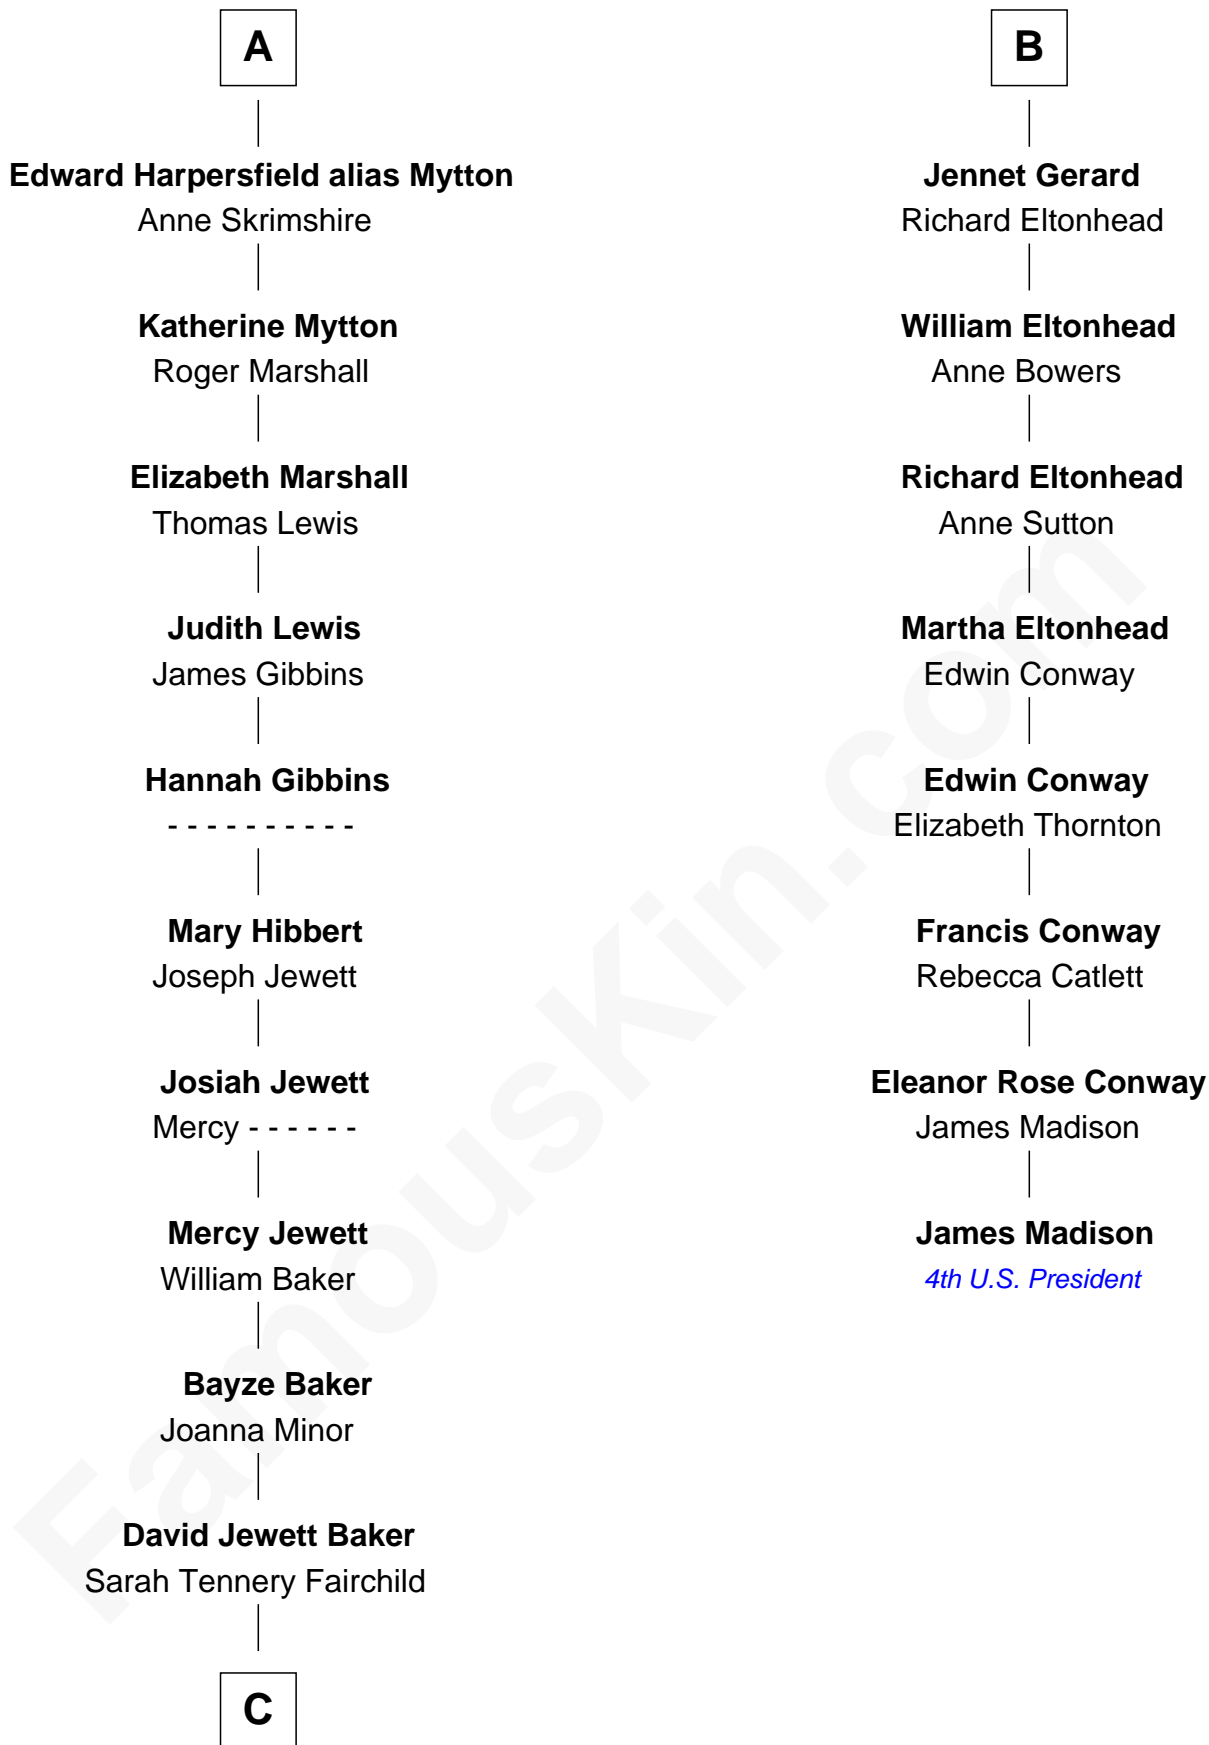 A
Edward Harpersfield alias Mytton
Anne Skrimshire
Katherine Mytton
Roger Marshall
Elizabeth Marshall
Thomas Lewis
Judith Lewis
James Gibbins
Hannah Gibbins
- - - - - - - - - -
Mary Hibbert
Joseph Jewett
Josiah Jewett
Mercy - - - - - -
Mercy Jewett
William Baker
Bayze Baker
Joanna Minor
David Jewett Baker
Sarah Tennery Fairchild
C
B
Jennet Gerard
Richard Eltonhead
William Eltonhead
Anne Bowers
Richard Eltonhead
Anne Sutton
Martha Eltonhead
Edwin Conway
Edwin Conway
Elizabeth Thornton
Francis Conway
Rebecca Catlett
Eleanor Rose Conway
James Madison
James Madison
4th U.S. President
FamousKin.com